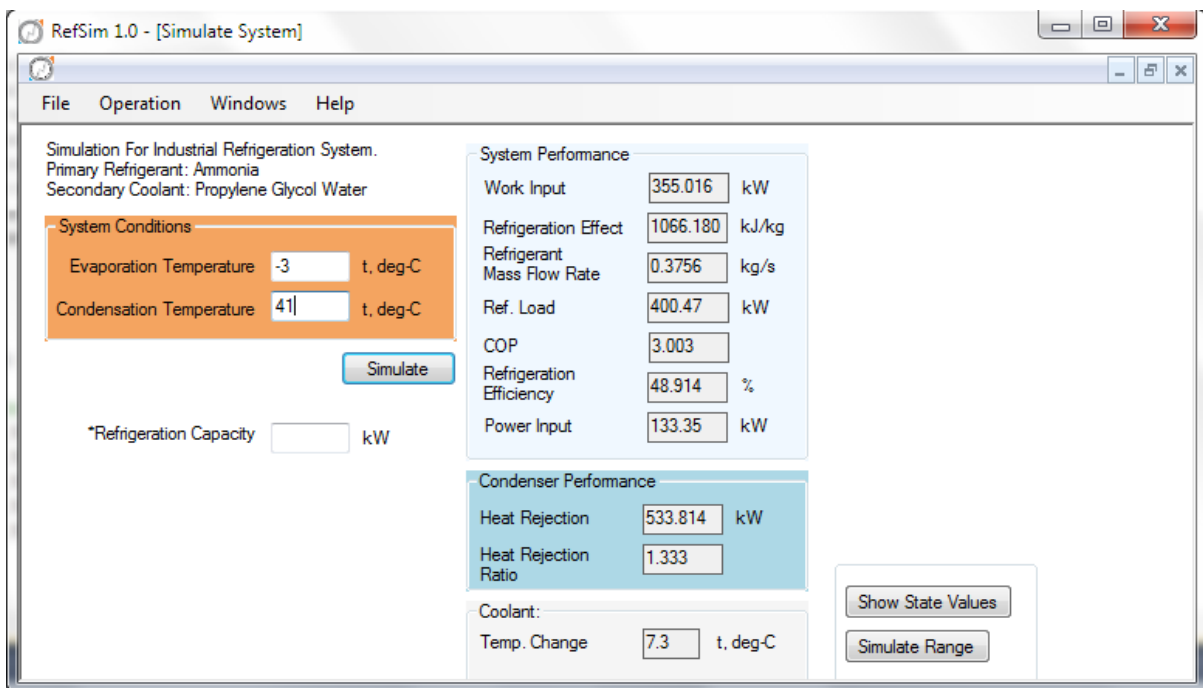 RefSim 1.0 - [Simulate System]
File Operation Windows Help
Simulation For Industrial Refrigeration System.
Primary Refrigerant: Ammonia
Secondary Coolant: Propylene Glycol Water
System Conditions
Evaporation Temperature -3 t, deg-C
Condensation Temperature 41 t, deg-C
Simulate
*Refrigeration Capacity kW
System Performance
Work Input 355.016 kW
Refrigeration Effect 1066.180 kJ/kg
Refrigerant
Mass Flow Rate 0.3756 kg/s
Ref. Load 400.47 kW
COP 3.003
Refrigeration
Efficiency 48.914 %
Power Input 133.35 kW
Condenser Performance
Heat Rejection 533.814 kW
Heat Rejection
Ratio 1.333
Coolant:
Temp. Change 7.3 t, deg-C
Show State Values
Simulate Range